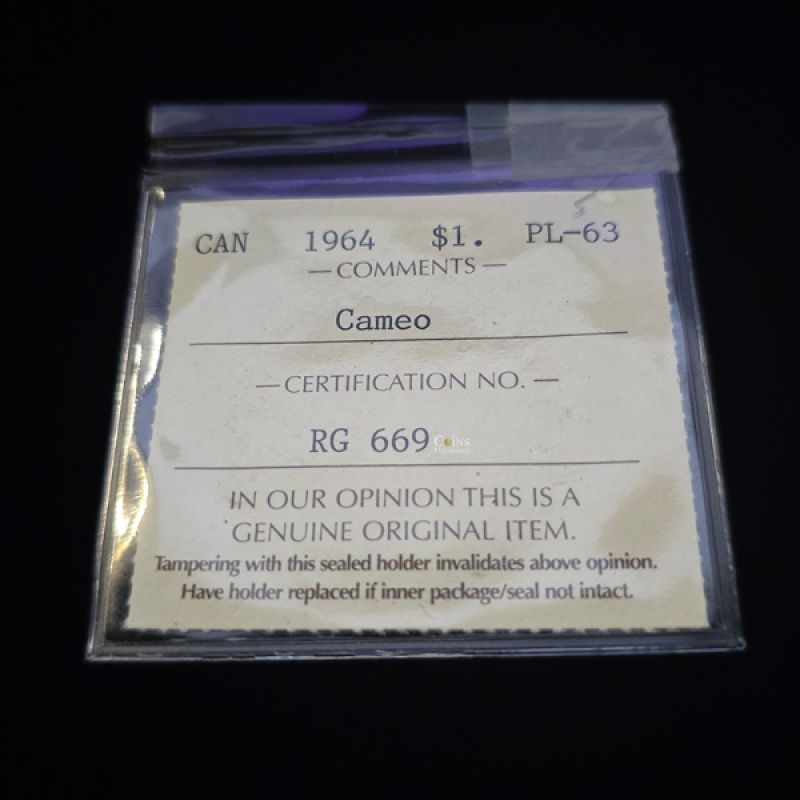 CAN 1964 $1. PL-63
— COMMENTS —
Cameo
— CERTIFICATION NO. —
RG 669
COINS
IN OUR OPINION THIS IS A
GENUINE ORIGINAL ITEM.
Tampering with this sealed holder invalidates above opinion.
Have holder replaced if inner package/seal not intact.